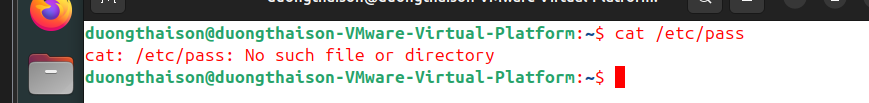 duongthaison@duongthaison-VMware-Virtual-Platform:~$ cat /etc/pass
cat: /etc/pass: No such file or directory
duongthaison@duongthaison-VMware-Virtual-Platform:~$